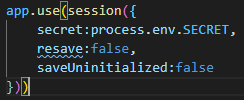 app.use(session({
    secret:process.env.SECRET,
    resave:false,
    saveUninitialized:false
}))